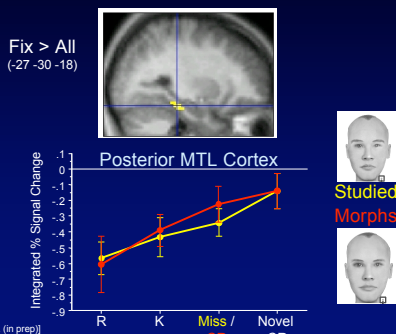 Fix > All
(-27 -30 -18)
Posterior MTL Cortex
Integrated % Signal Change
.1
0
-.1
-.2
-.3
-.4
-.5
-.6
-.7
-.8
-.9
R K Miss / Novel
Studied
Morphs
(in prep)]